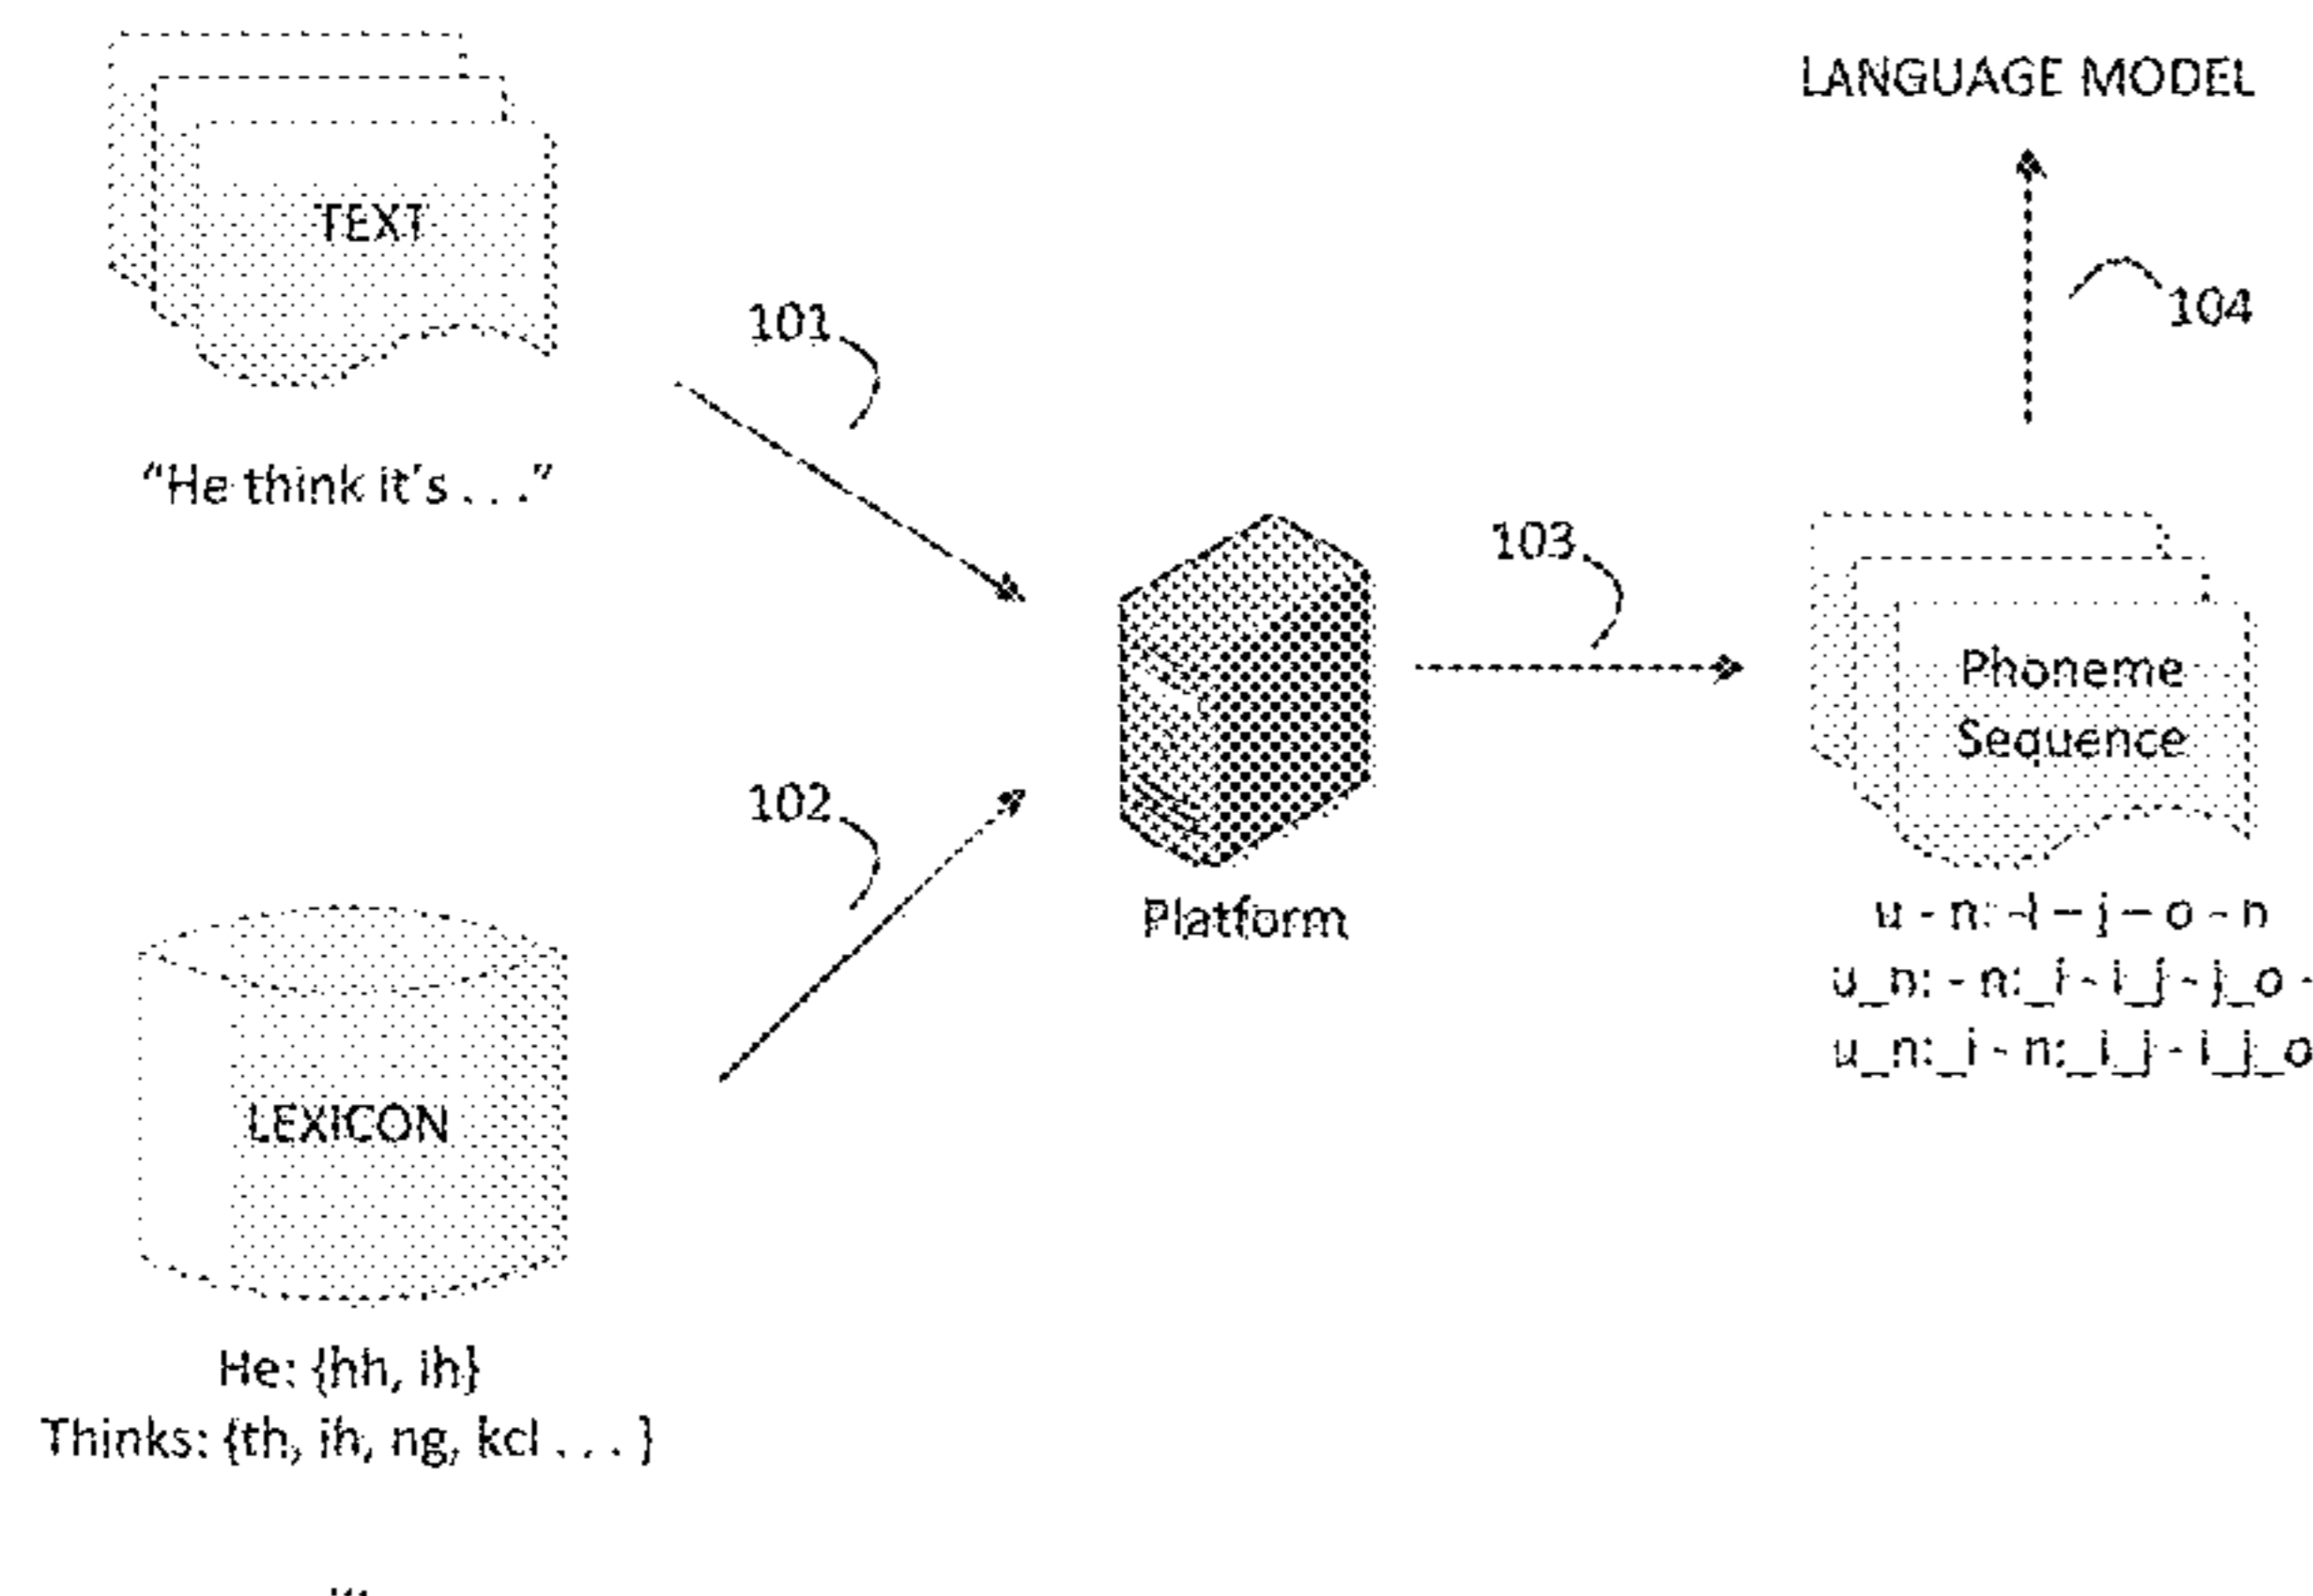 LANGUAGE MODEL
TEXT
101
104
"He think it's . . ."
103
Phoneme
Sequence
102
Platform
u - n: - i – j – o - n
u_n: - n:_i - i_j - j_o -
u_n:_i - n:_i_j - i_j_o
LEXICON
He: {hh, ih}
Thinks: {th, ih, ng, kcl . . . }